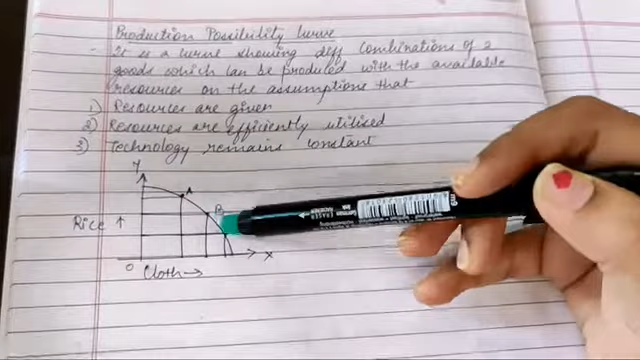 Production Possibility Curve
- it is a curve showing diff combinations of 2
goods which can be produced with the available
resources on the assumptions that
1) Resources are given
2) Resources are efficiently utilised
3) Technology remains constant
Y
A
B
Rice ↑
O
X
Cloth →